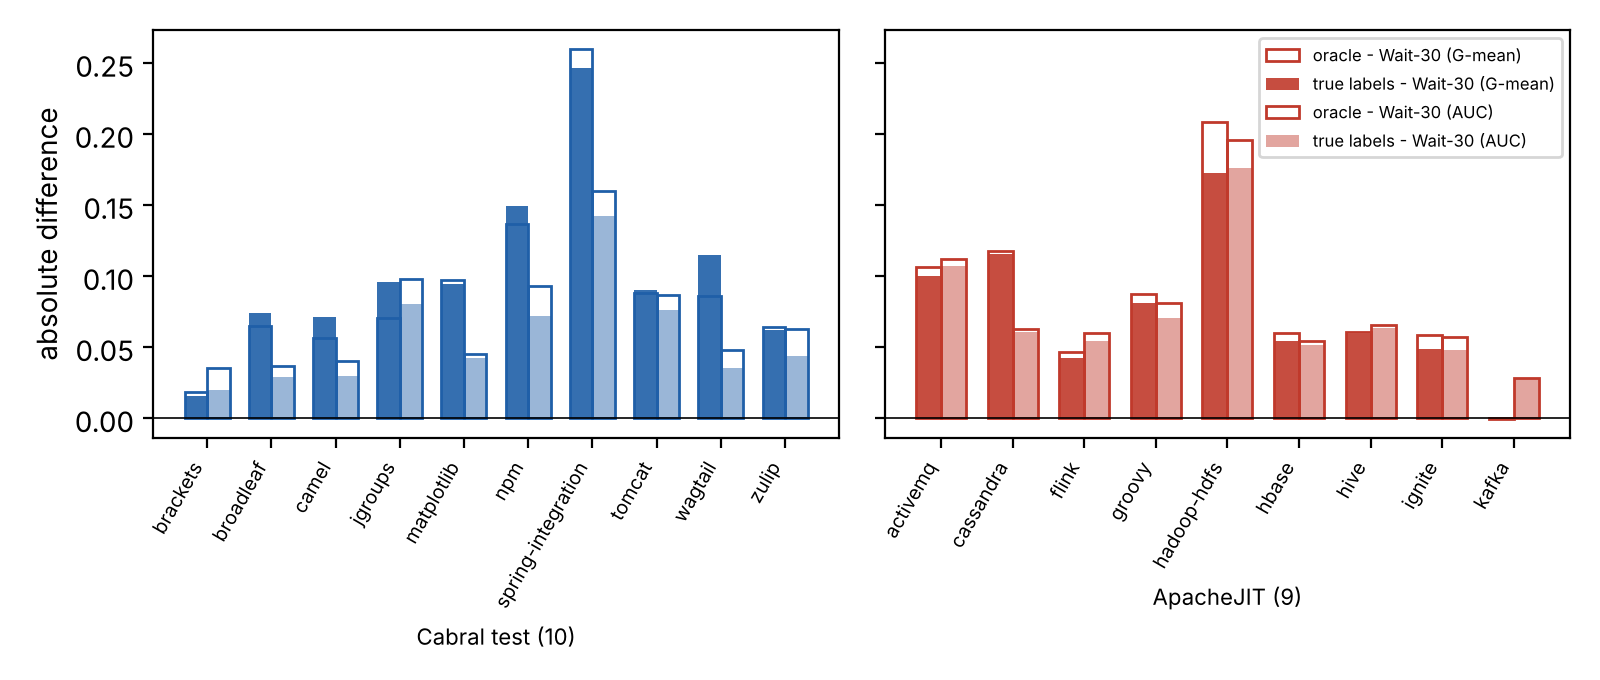 absolute difference
0.25
0.20
0.15
0.10
0.05
0.00
brackets
broadleaf
camel
jgroups
matplotlib
npm
spring-integration
tomcat
wagtail
zulip
Cabral test (10)
oracle - Wait-30 (G-mean)
true labels - Wait-30 (G-mean)
oracle - Wait-30 (AUC)
true labels - Wait-30 (AUC)
activemq
cassandra
flink
groovy
hadoop-hdfs
hbase
hive
ignite
kafka
ApacheJIT (9)